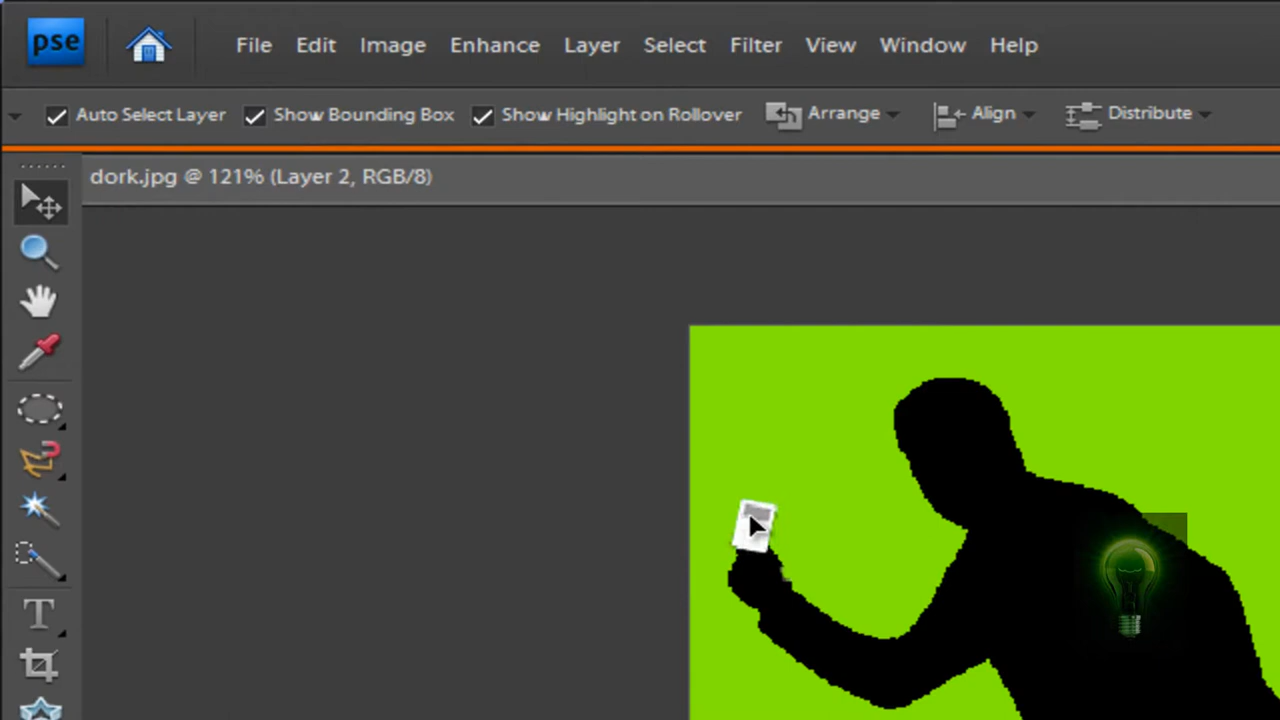 pse File Edit Image Enhance Layer Select Filter View Window Help
Auto Select Layer Show Bounding Box Show Highlight on Rollover Arrange Align Distribute
dork.jpg @ 121% (Layer 2, RGB/8)
T